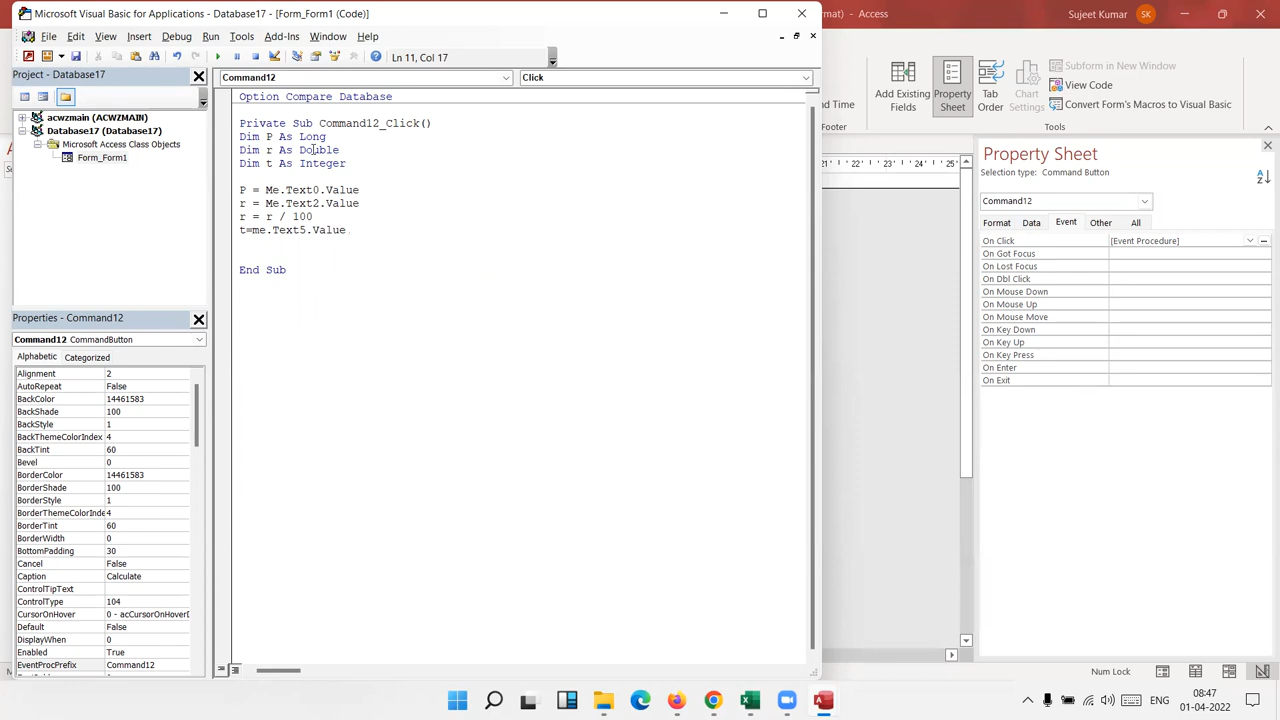 Microsoft Visual Basic for Applications - Database17 - [Form_Form1 (Code)]
mat) - Access
Sujeet Kumar
SK
File Edit View Insert Debug Run Tools Add-Ins Window Help
Ln 11, Col 17
Project - Database17
acwzmain (ACWZMAIN)
Database17 (Database17)
Microsoft Access Class Objects
Form_Form1
Command12
Click
Option Compare Database
Private Sub Command12_Click()
Dim P As Long
Dim r As Double
Dim t As Integer
P = Me.Text0.Value
r = Me.Text2.Value
r = r / 100
t=me.Text5.Value
End Sub
Properties - Command12
Command12 CommandButton
Alphabetic Categorized
Alignment 2
AutoRepeat False
BackColor 14461583
BackShade 100
BackStyle 1
BackThemeColorIndex 4
BackTint 60
Bevel 0
BorderColor 14461583
BorderShade 100
BorderStyle 1
BorderThemeColorInde 4
BorderTint 60
BorderWidth 0
BottomPadding 30
Cancel False
Caption Calculate
ControlTipText
ControlType 104
CursorOnHover 0 - acCursorOnHoverD
Default False
DisplayWhen 0
Enabled True
EventProcPrefix Command12
nd Time
Footer
Add Existing Fields
Property Sheet
Tab Order
Chart Settings
Subform in New Window
View Code
Convert Form's Macros to Visual Basic
Tools
21 22 23
Property Sheet
Selection type: Command Button
Command12
Format Data Event Other All
On Click [Event Procedure]
On Got Focus
On Lost Focus
On Dbl Click
On Mouse Down
On Mouse Up
On Mouse Move
On Key Down
On Key Up
On Key Press
On Enter
On Exit
Num Lock
ENG
08:47
01-04-2022